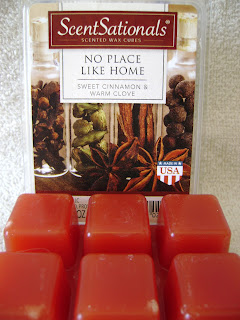 ScentSationals®
SCENTED WAX CUBES
NO PLACE
LIKE HOME
SWEET CINNAMON &
WARM CLOVE
MADE IN
USA